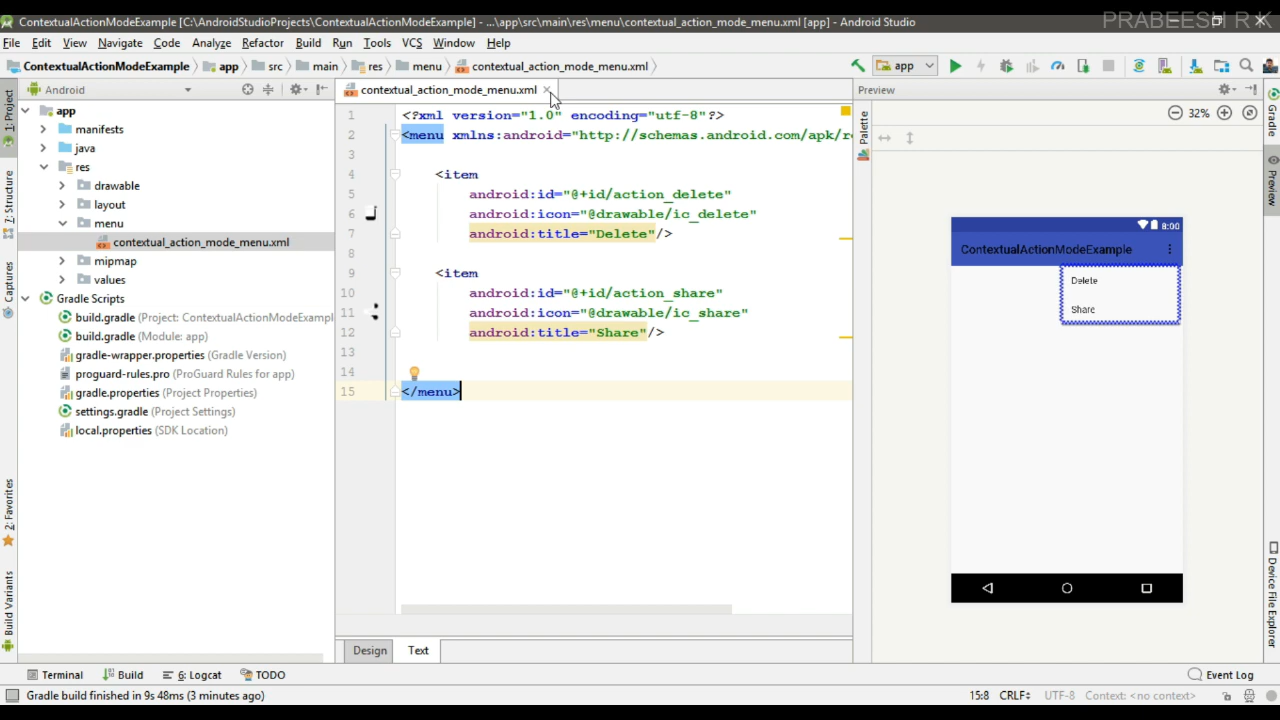 PRABEESH R K
ContextualActionModeExample [C:\AndroidStudioProjects\ContextualActionModeExample] - ...\app\src\main\res\menu\contextual_action_mode_menu.xml [app] - Android Studio
File Edit View Navigate Code Analyze Refactor Build Run Tools VCS Window Help
ContextualActionModeExample app src main res menu contextual_action_mode_menu.xml app
1: Project
7: Structure
Captures
2: Favorites
Build Variants
Android
app
manifests
java
res
drawable
layout
menu
contextual_action_mode_menu.xml
mipmap
values
Gradle Scripts
build.gradle (Project: ContextualActionModeExampl
build.gradle (Module: app)
gradle-wrapper.properties (Gradle Version)
proguard-rules.pro (ProGuard Rules for app)
gradle.properties (Project Properties)
settings.gradle (Project Settings)
local.properties (SDK Location)
contextual_action_mode_menu.xml
1 <?xml version="1.0" encoding="utf-8"?>
2 <menu xmlns:android="http://schemas.android.com/apk/r
3
4 <item
5 android:id="@+id/action_delete"
6 android:icon="@drawable/ic_delete"
7 android:title="Delete"/>
8
9 <item
10 android:id="@+id/action_share"
11 android:icon="@drawable/ic_share"
12 android:title="Share"/>
13
14
15 </menu>
Design Text
Preview
Palette
32%
8:00
ContextualActionModeExample
Delete
Share
Gradle
Preview
Device File Explorer
Terminal Build 6: Logcat TODO Event Log
Gradle build finished in 9s 48ms (3 minutes ago) 15:8 CRLF UTF-8 Context: <no context>